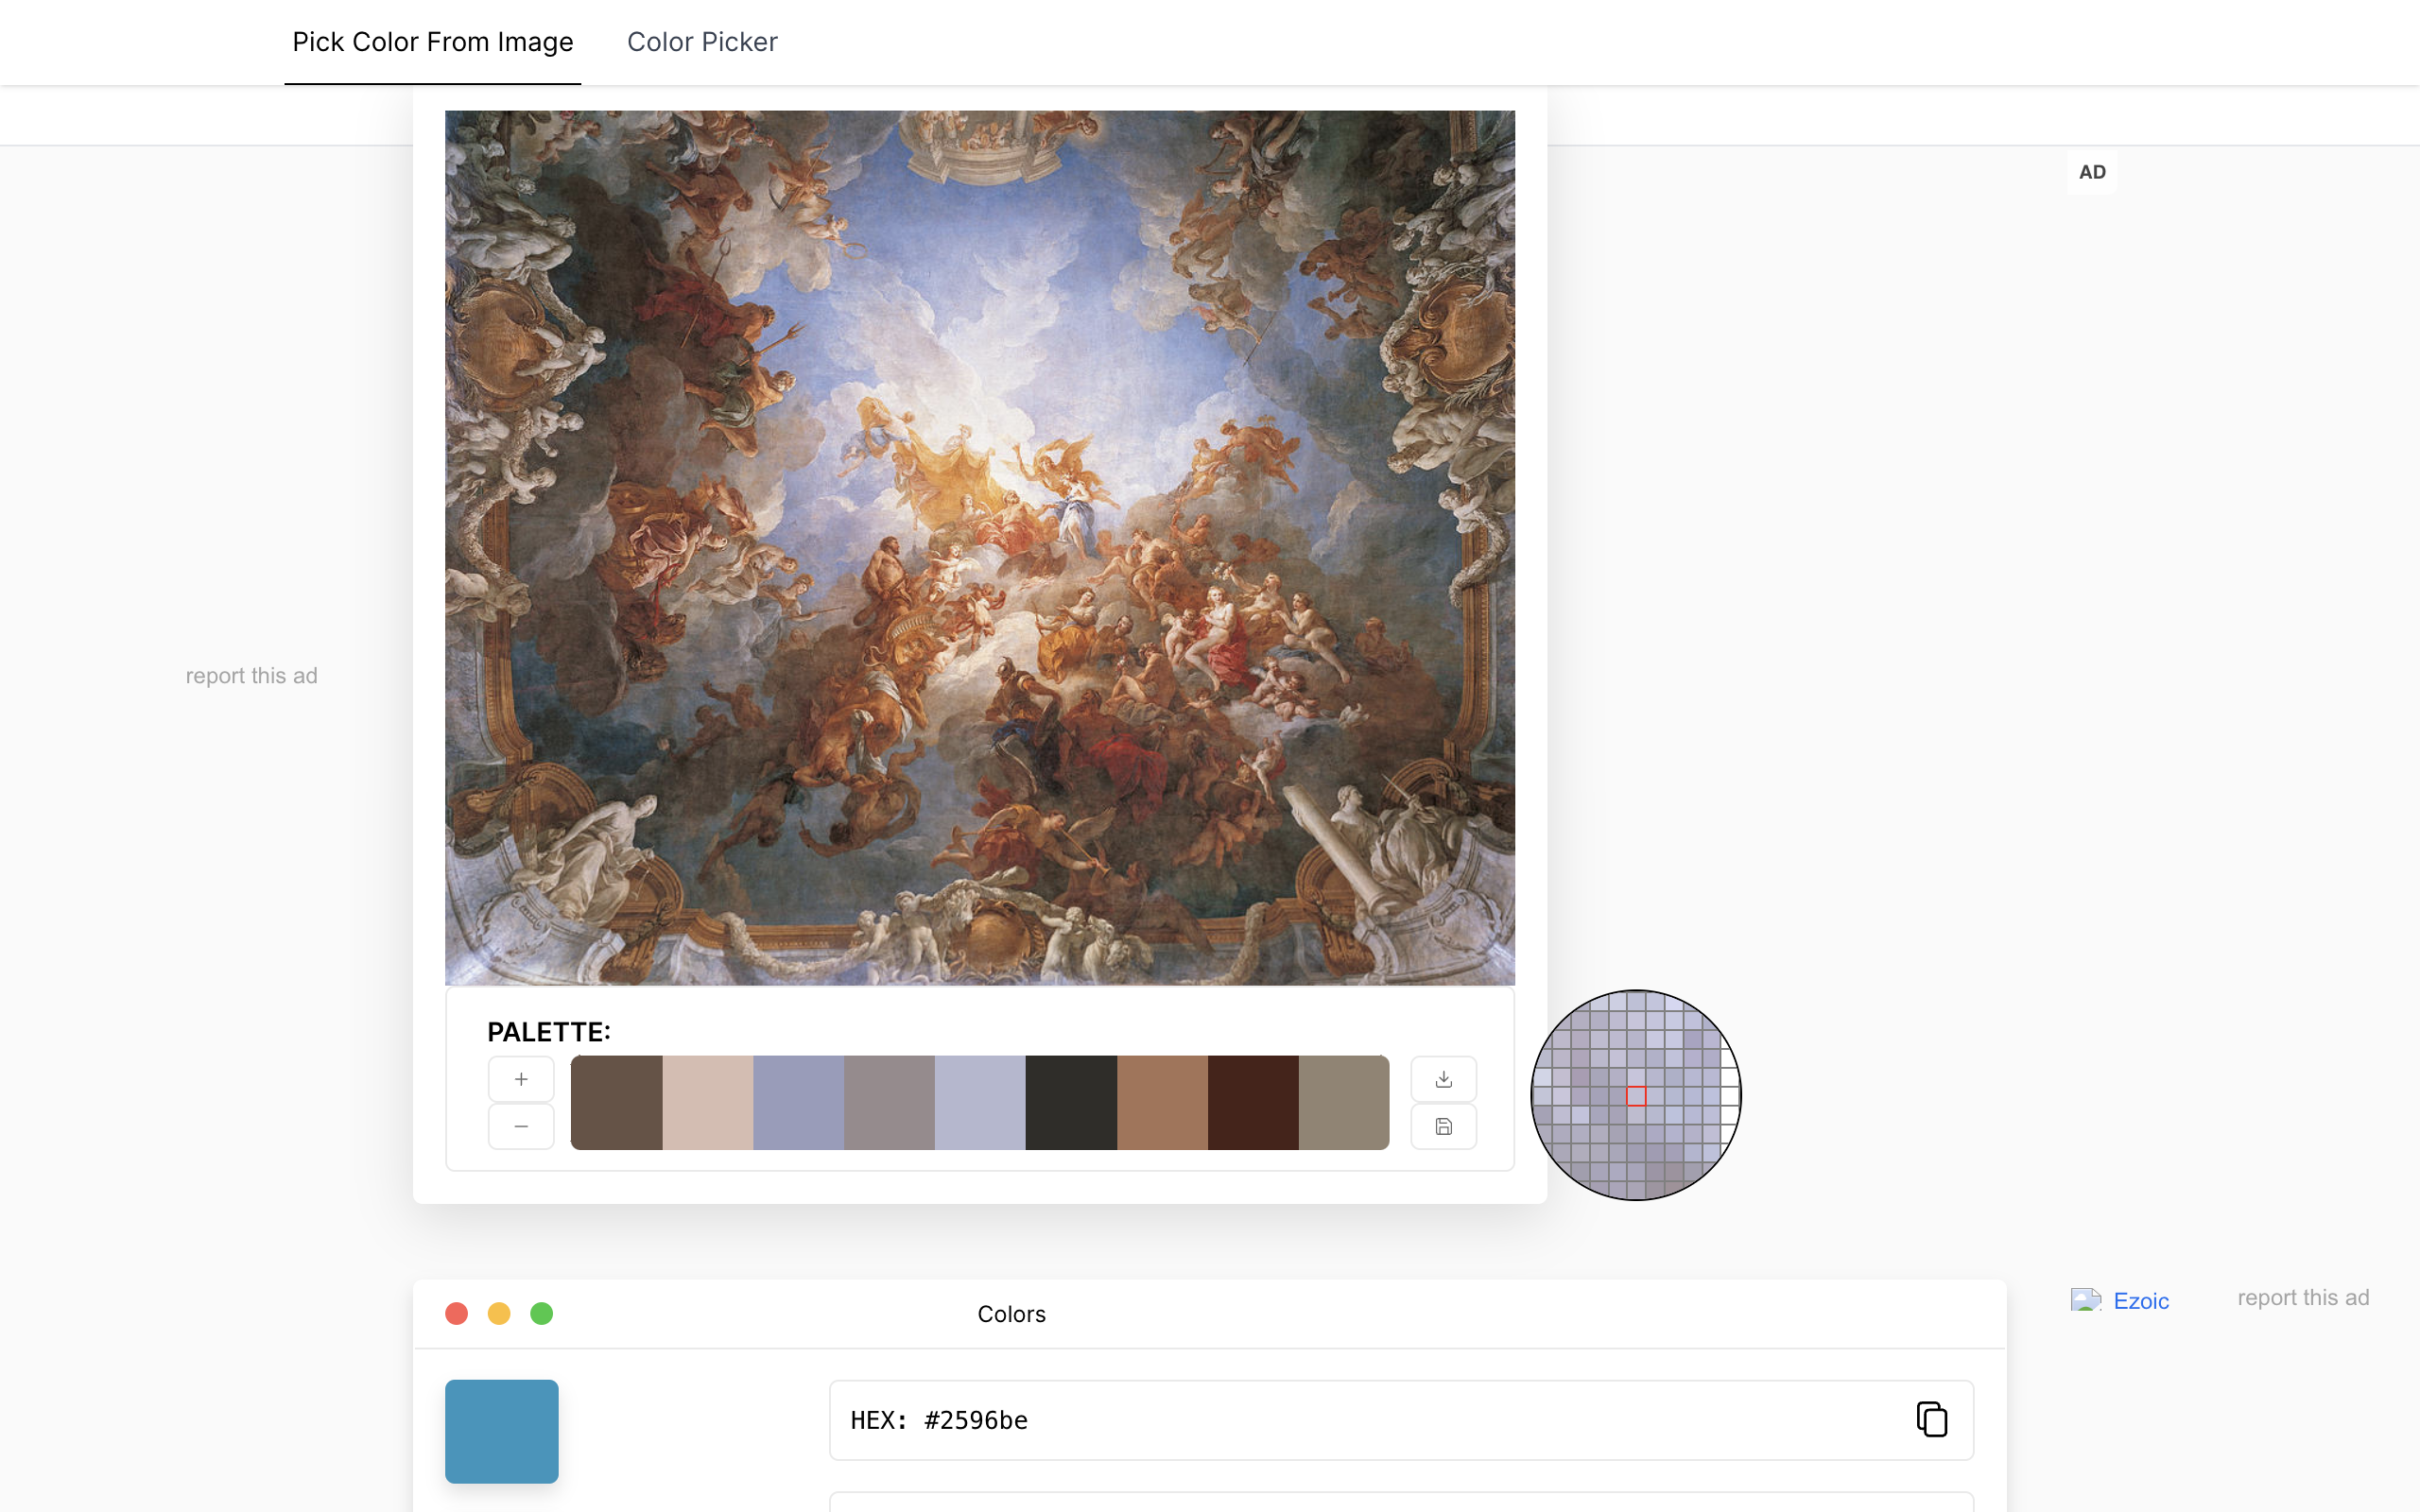 Pick Color From Image
Color Picker
AD
report this ad
PALETTE:
Ezoic
report this ad
Colors
HEX: #2596be